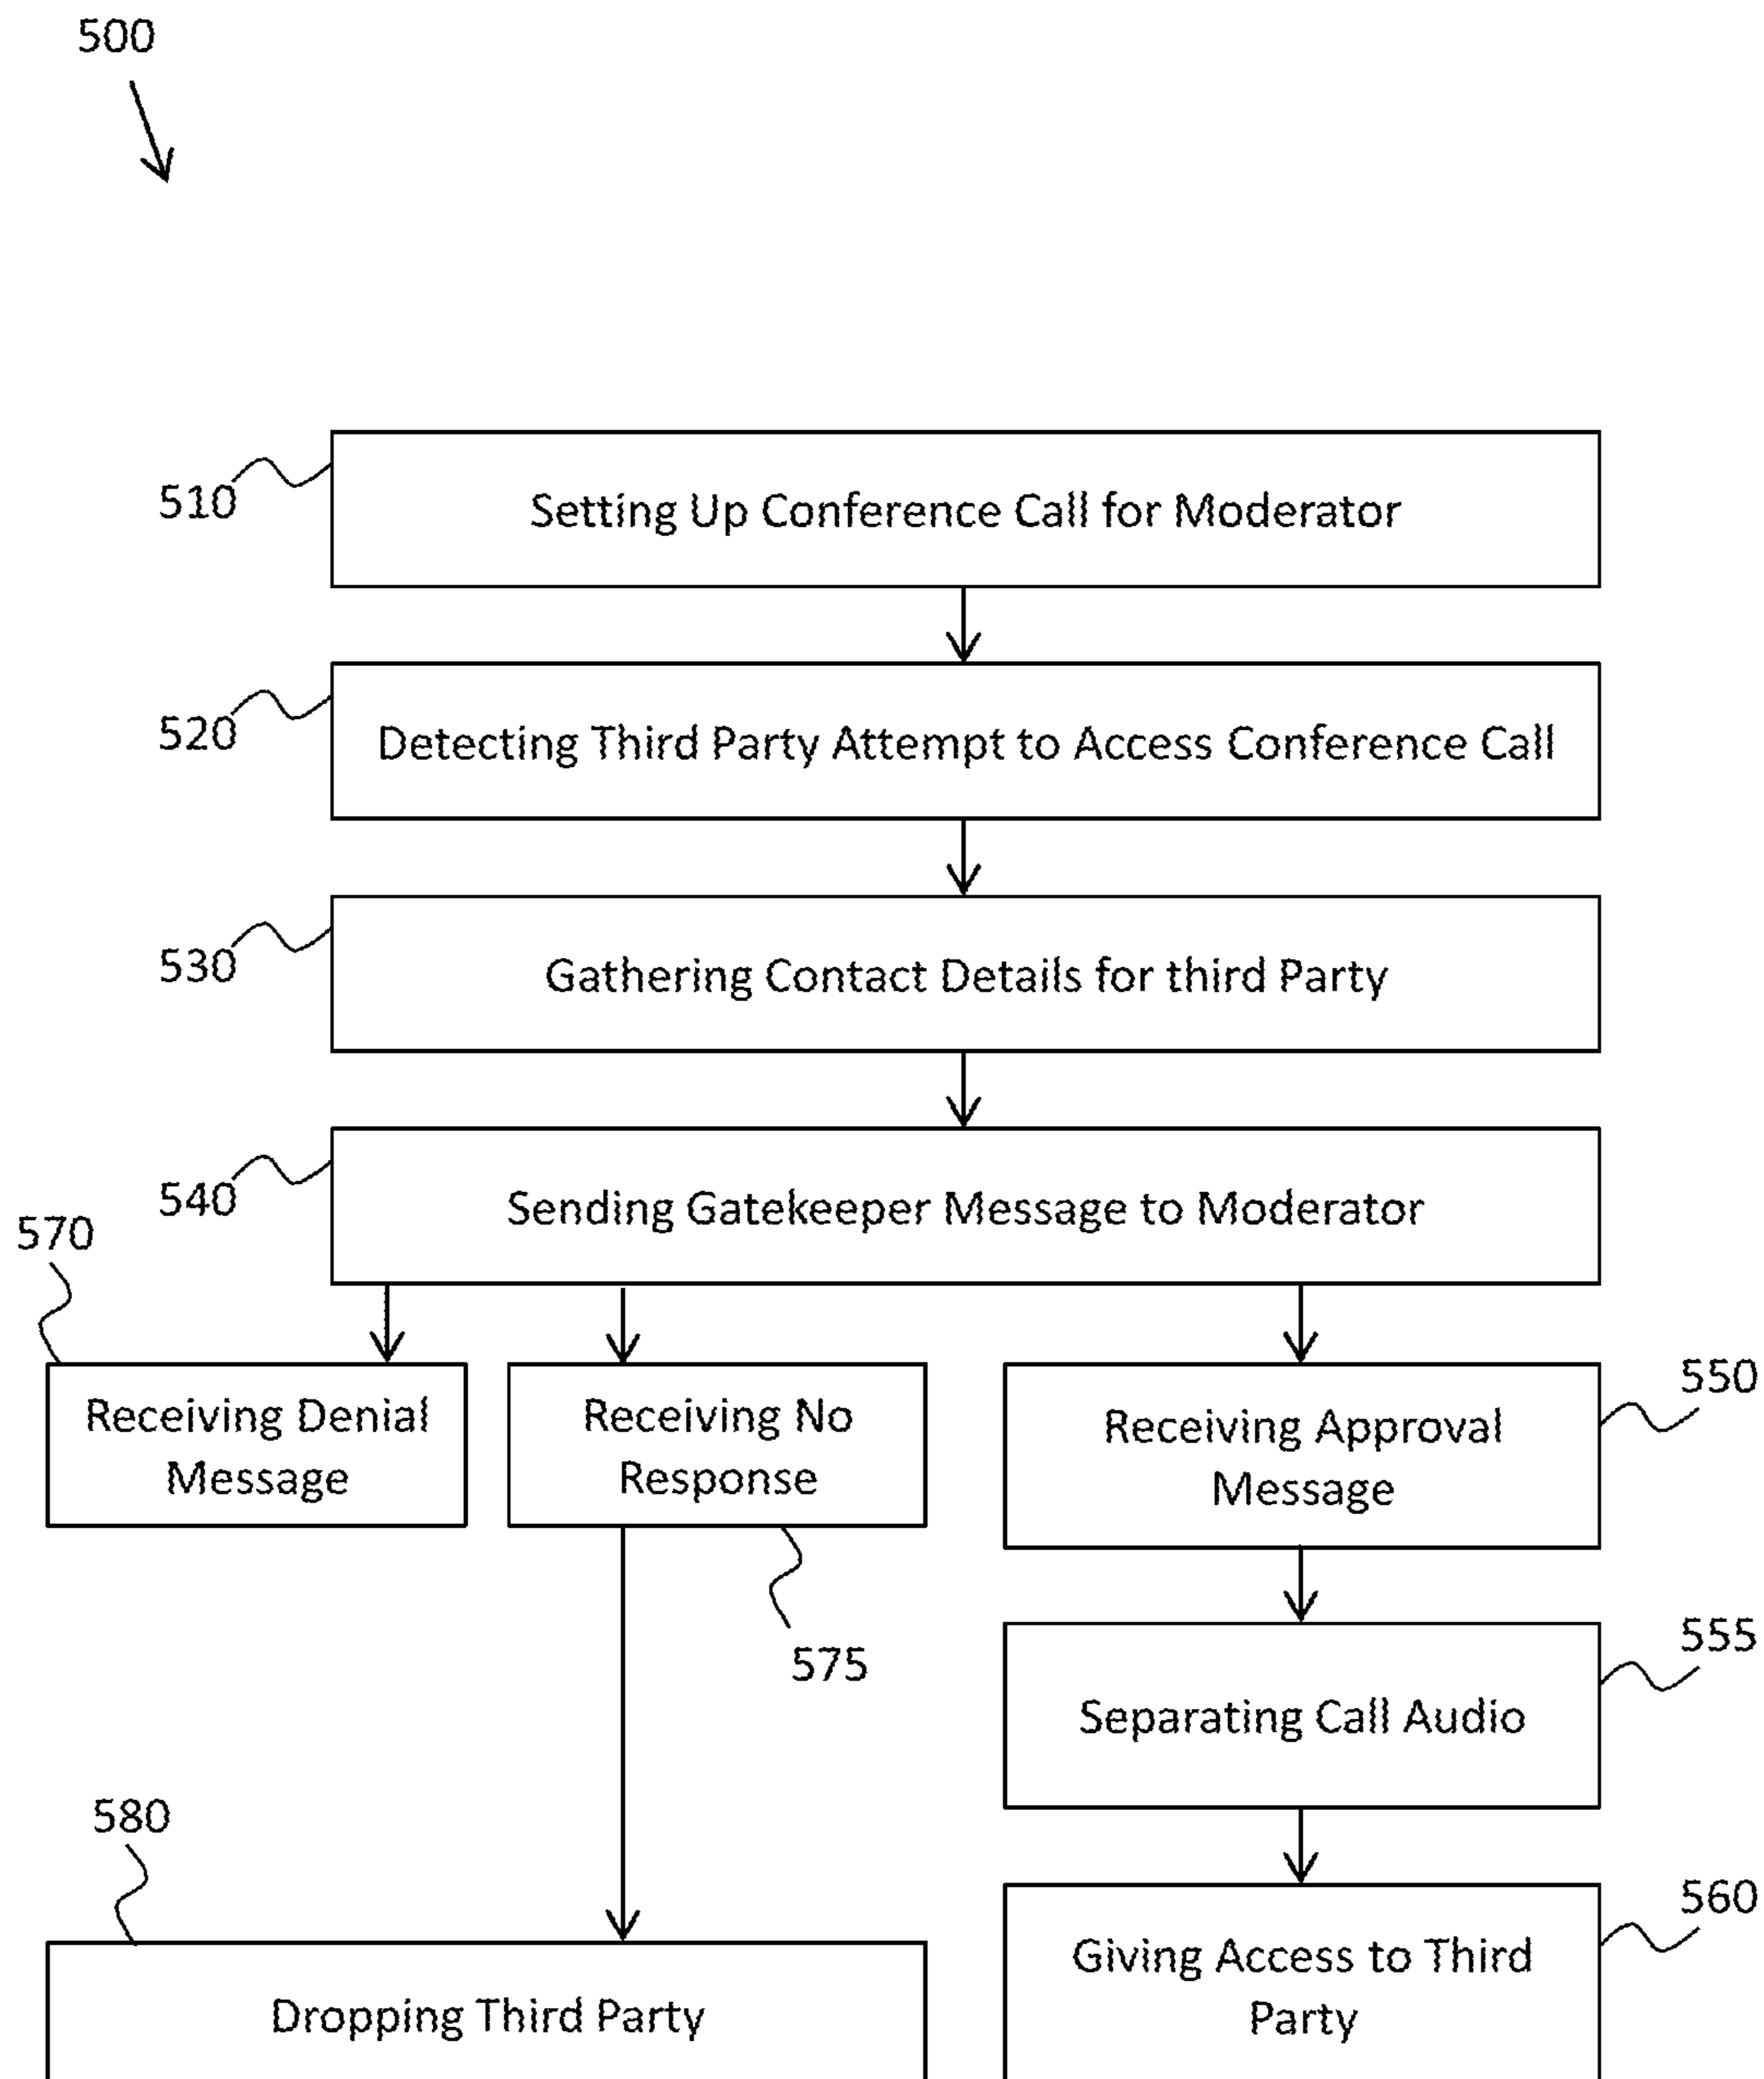 500
510
Setting Up Conference Call for Moderator
520
Detecting Third Party Attempt to Access Conference Call
530
Gathering Contact Details for third Party
540
Sending Gatekeeper Message to Moderator
570
Receiving Denial
Message
Receiving No
Response
575
550
Receiving Approval
Message
555
Separating Call Audio
580
Dropping Third Party
560
Giving Access to Third
Party